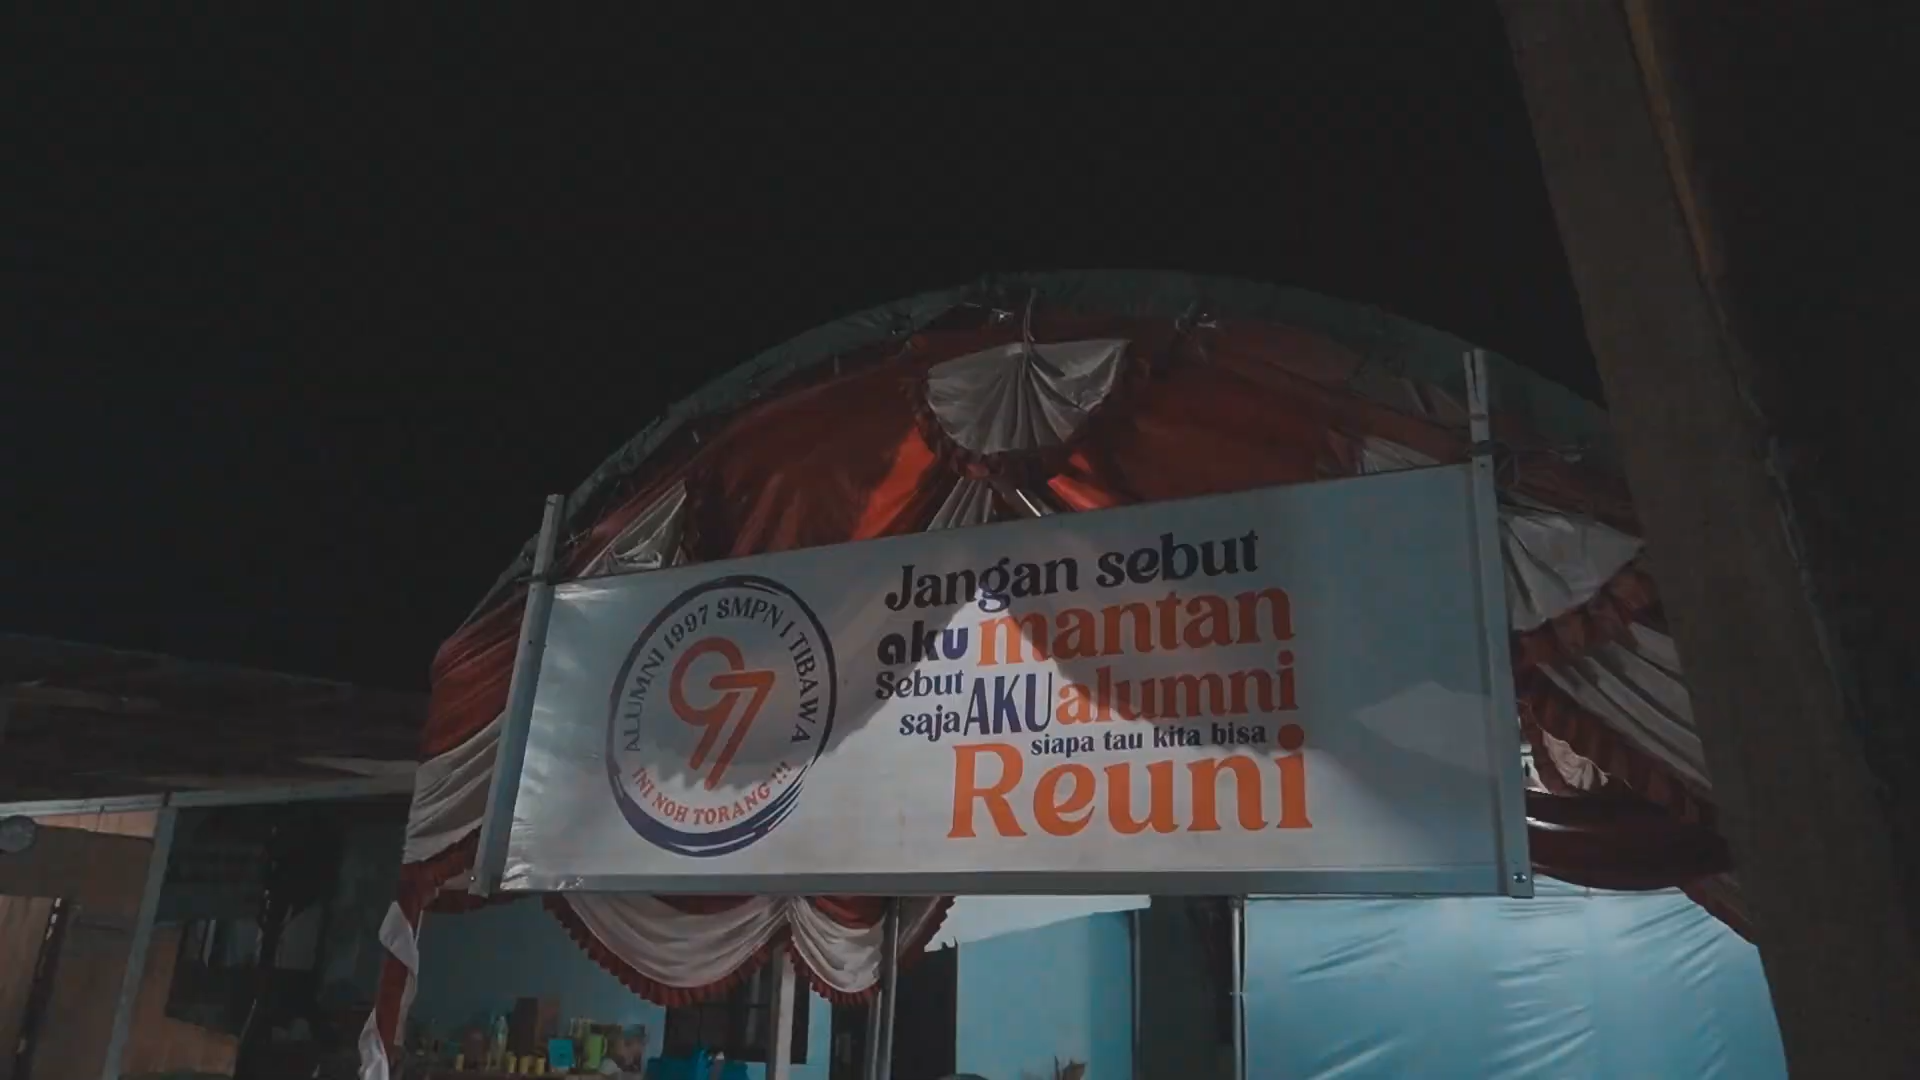 ALUMNI 1997 SMPN 1 TIBAWA
97
INI NOH TORANG !!!
Jangan sebut
aku mantan
Sebut
saja AKU alumni
siapa tau kita bisa
Reuni